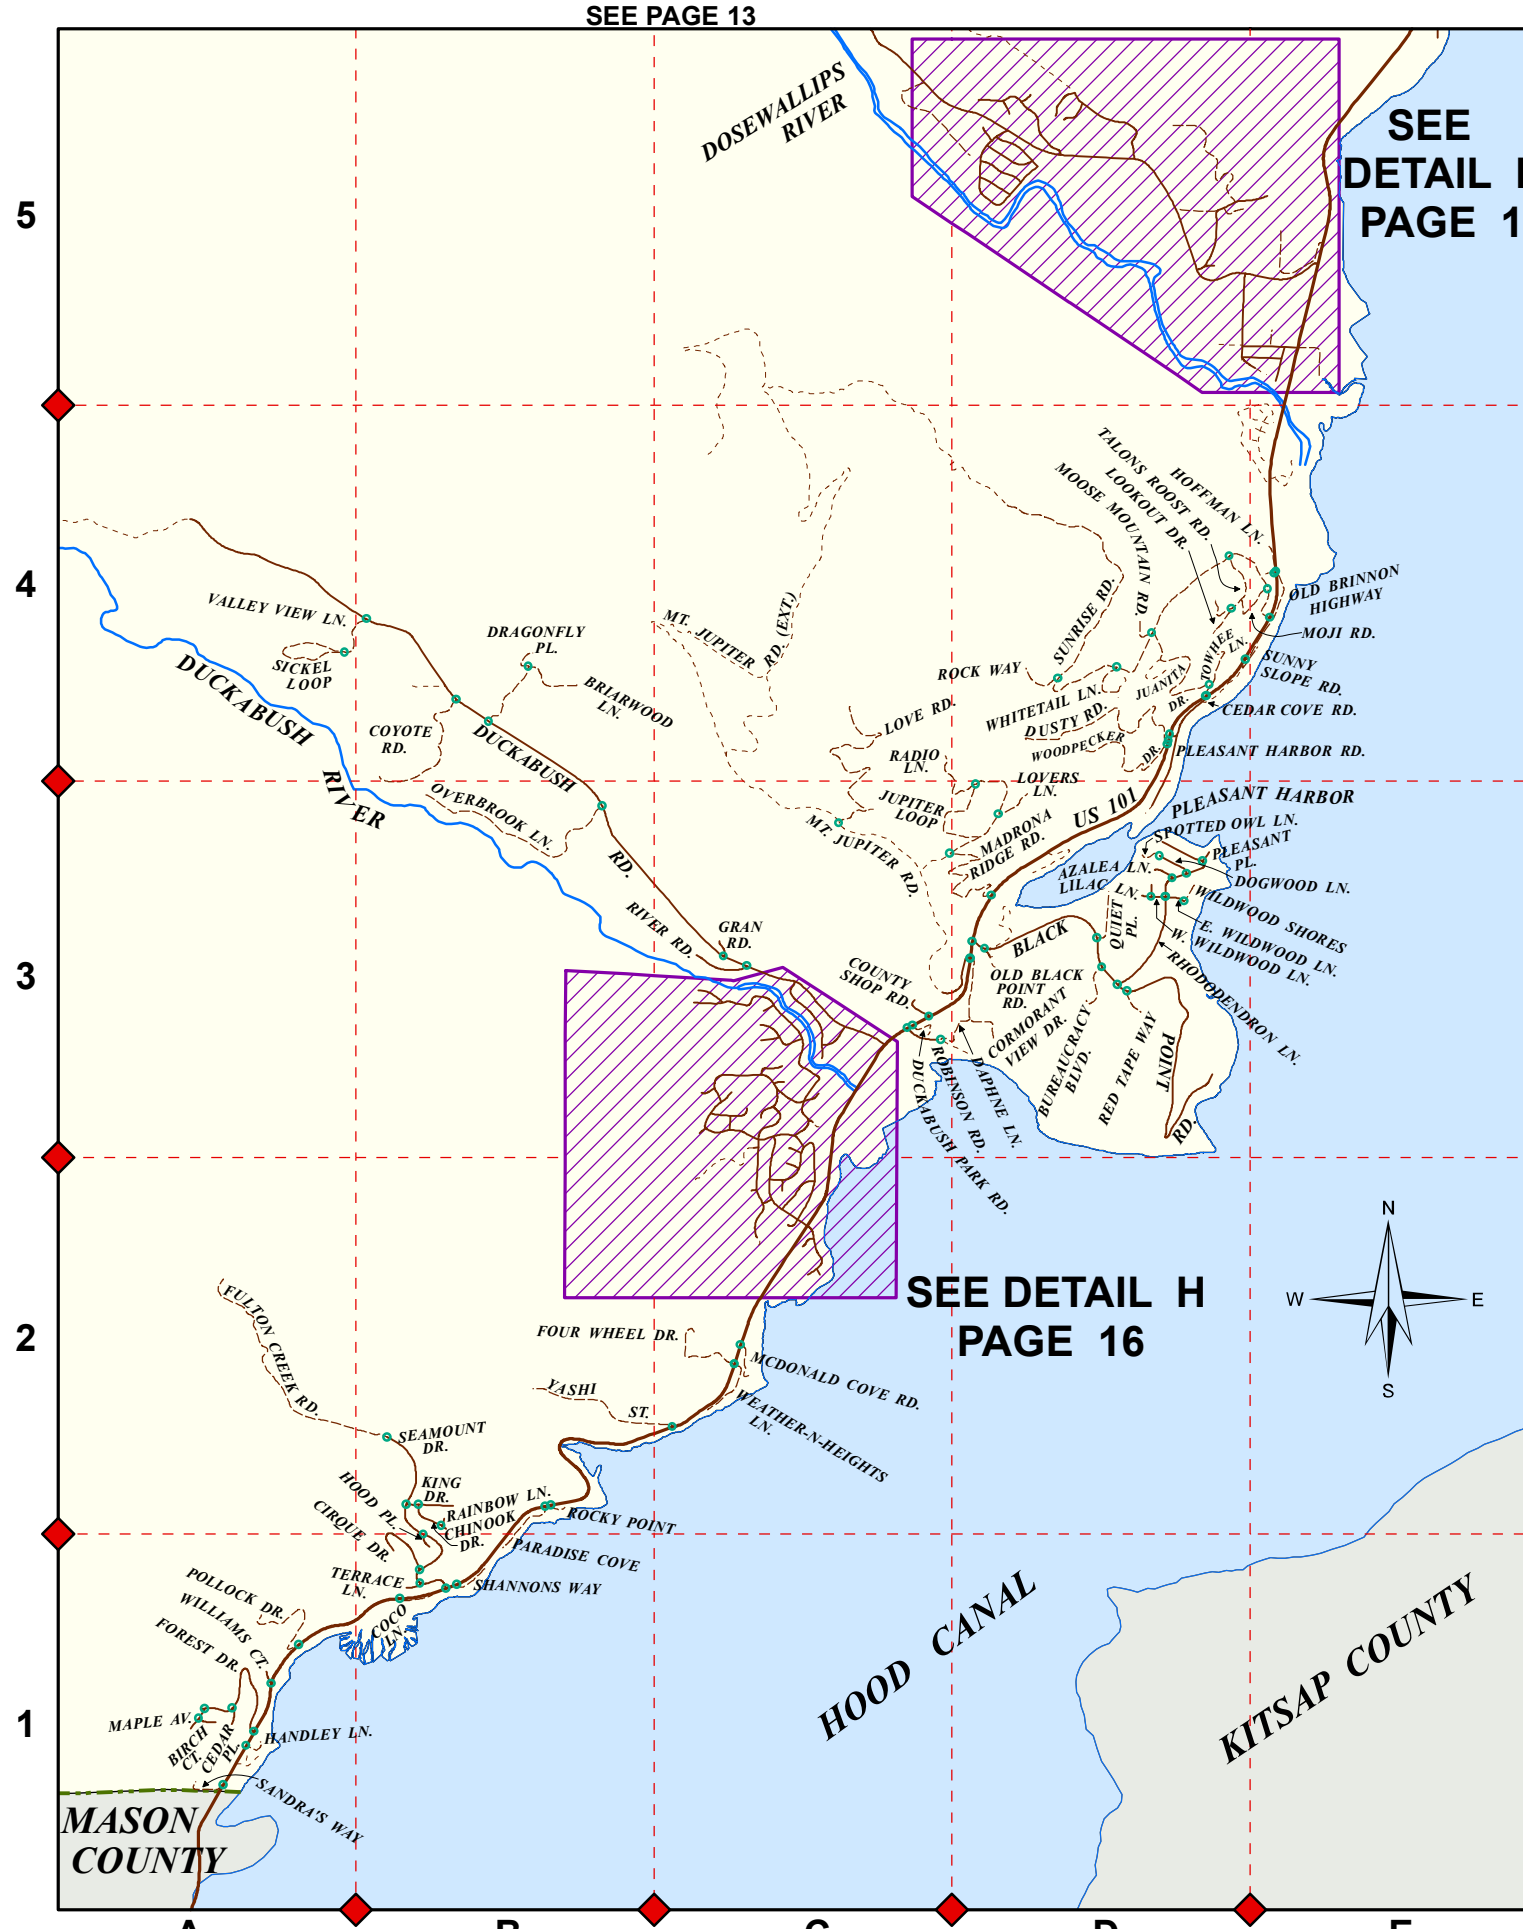 SEE PAGE 13
DOSEWALLIPS
RIVER
SEE
DETAIL
PAGE 1
5
TALONS ROOST RD.
HOFFMAN LN.
LOOKOUT DR.
MOOSE MOUNTAIN RD.
4
OLD BRINNON
HIGHWAY
MOJI RD.
VALLEY VIEW LN.
SICKEL
LOOP
DRAGONFLY
PL.
BRIARWOOD
LN.
MT. JUPITER
RD. (EXT.)
SUNRISE RD.
ROCK WAY
TOWHEE
LN.
SUNNY
SLOPE RD.
JUANITA
DR.
WHITETAIL LN.
CEDAR COVE RD.
DUSTY RD.
WOODPECKER
DR.
PLEASANT HARBOR RD.
LOVE RD.
DUCKABUSH
RIVER
COYOTE
RD.
DUCKABUSH
RD.
OVERBROOK LN.
RADIO
LN.
LOVERS
LN.
JUPITER
LOOP
MT. JUPITER RD.
MADRONA
RIDGE RD.
US 101
PLEASANT HARBOR
SPOTTED OWL LN.
PLEASANT
PL.
AZALEA LN.
DOGWOOD LN.
LILAC LN.
WILDWOOD SHORES
E. WILDWOOD LN.
W. WILDWOOD LN.
QUIET
PL.
RHODODENDRON LN.
RIVER RD.
GRAN
RD.
3
COUNTY
SHOP RD.
BLACK
POINT
RD.
OLD BLACK
POINT
RD.
CORMORANT
VIEW DR.
BUREAUCRACY
BLVD.
RED TAPE WAY
DAPHNE LN.
ROBINSON RD.
DUCKABUSH PARK RD.
N
W
E
S
SEE DETAIL H
PAGE 16
2
FULTON CREEK RD.
FOUR WHEEL DR.
MCDONALD COVE RD.
YASHI
ST.
WEATHER-N-HEIGHTS
LN.
SEAMOUNT
DR.
KING
DR.
HOOD PL.
RAINBOW LN.
CHINOOK
DR.
CIRQUE DR.
ROCKY POINT
PARADISE COVE
TERRACE
LN.
SHANNONS WAY
COCO
LN.
POLLOCK DR.
WILLIAMS CT.
FOREST DR.
1
MAPLE AV.
BIRCH
CT.
CEDAR
PL.
HANDLEY LN.
SANDRA'S WAY
MASON
COUNTY
HOOD CANAL
KITSAP COUNTY